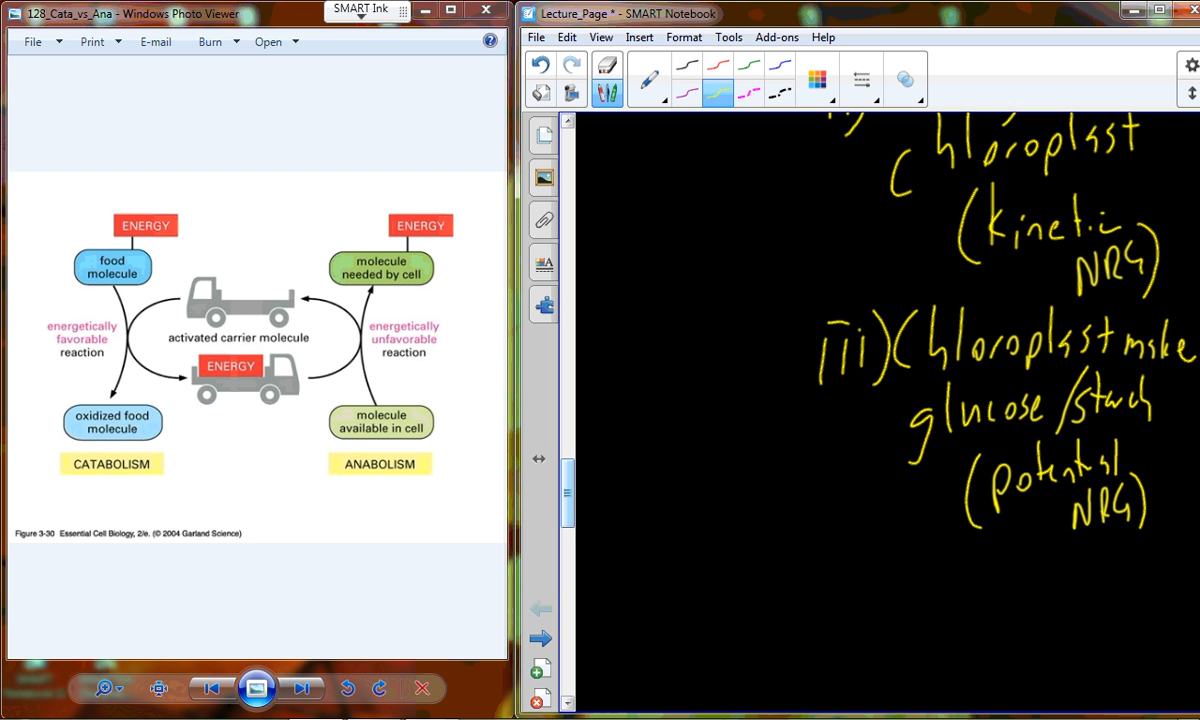 128_Cata_vs_Ana - Windows Photo Viewer
SMART Ink
File Print E-mail Burn Open
ENERGY
ENERGY
food
molecule
molecule
needed by cell
energetically
favorable
reaction
activated carrier molecule
energetically
unfavorable
reaction
ENERGY
oxidized food
molecule
molecule
available in cell
CATABOLISM
ANABOLISM
Figure 3-30 Essential Cell Biology, 2/e. (© 2004 Garland Science)
Lecture_Page * - SMART Notebook
File Edit View Insert Format Tools Add-ons Help
Chloroplast
(kinetic
NRG)
iii) Chloroplast make
glucose/starch
(potential
NRG)